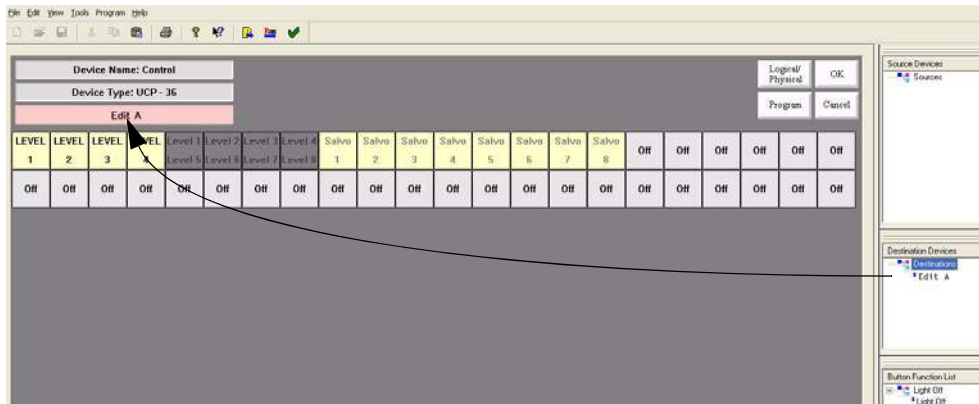 File Edit View Tools Program Help
Device Name: Control
Device Type: UCP - 36
Edit A
Logical/ Physical
OK
Program
Cancel
LEVEL 1 LEVEL 2 LEVEL 3 4 Level 1 Level 5 Level 2 Level 6 Level 3 Level 7 Level 4 Level 8 Salvo 1 Salvo 2 Salvo 3 Salvo 4 Salvo 5 Salvo 6 Salvo 7 Salvo 8 Off Off Off Off Off Off
Off Off Off Off Off Off Off Off Off Off Off Off Off Off Off Off Off Off Off Off Off Off
Source Devices
Sources
Destination Devices
Destinations
Edit A
Button Function List
Light Off
Light Off